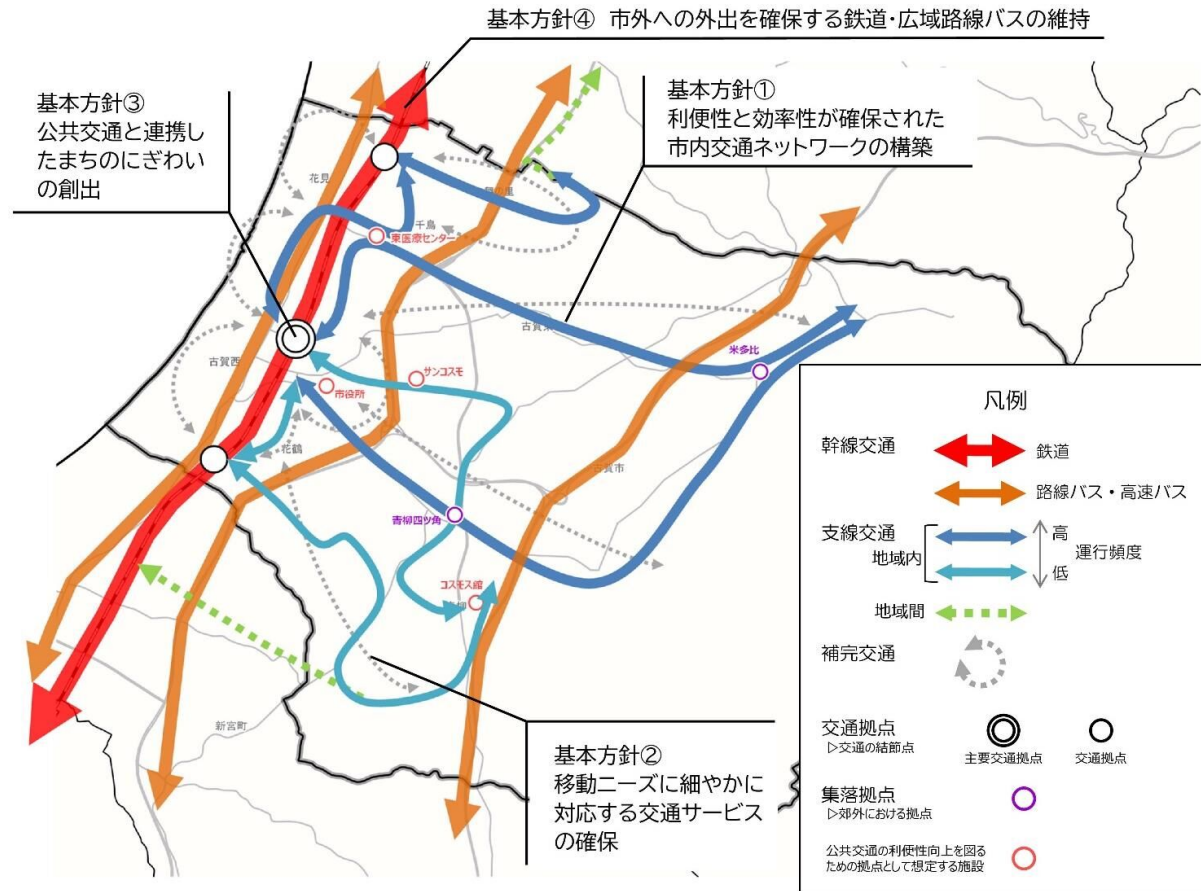 基本方針④ 市外への外出を確保する鉄道・広域路線バスの維持
基本方針③
公共交通と連携し
たまちのにぎわい
の創出
基本方針①
利便性と効率性が確保された
市内交通ネットワークの構築
花見
千鳥
東医療センター
古賀西
米多比
サンコスモ
市役所
花鶴
古賀市
青柳四ツ角
コスモス館
新宮町
基本方針②
移動ニーズに細やかに
対応する交通サービス
の確保
凡例
幹線交通
鉄道
路線バス・高速バス
支線交通
地域内
高
運行頻度
低
地域間
補完交通
交通拠点
▷交通の結節点
主要交通拠点
交通拠点
集落拠点
▷郊外における拠点
公共交通の利便性向上を図る
ための拠点として想定する施設